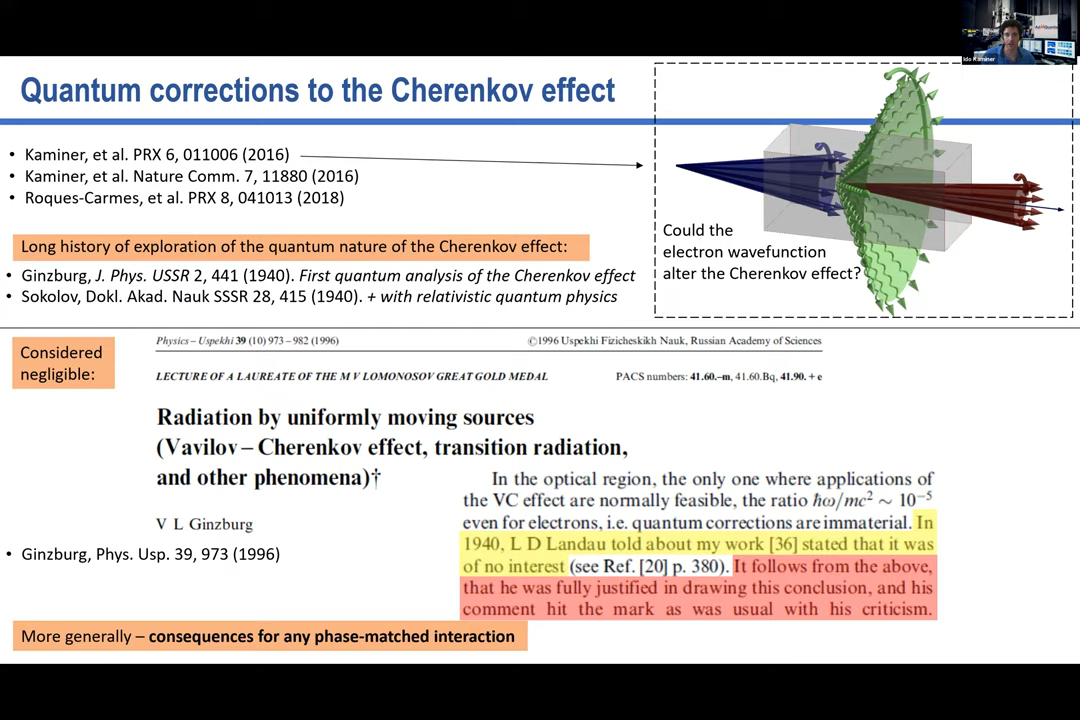 Ido Kaminer
Quantum corrections to the Cherenkov effect
• Kaminer, et al. PRX 6, 011006 (2016)
• Kaminer, et al. Nature Comm. 7, 11880 (2016)
• Roques-Carmes, et al. PRX 8, 041013 (2018)
Could the
electron wavefunction
alter the Cherenkov effect?
Long history of exploration of the quantum nature of the Cherenkov effect:
• Ginzburg, J. Phys. USSR 2, 441 (1940). First quantum analysis of the Cherenkov effect
• Sokolov, Dokl. Akad. Nauk SSSR 28, 415 (1940). + with relativistic quantum physics
Considered
negligible:
Physics – Uspekhi 39 (10) 973 – 982 (1996)
©1996 Uspekhi Fizicheskikh Nauk, Russian Academy of Sciences
LECTURE OF A LAUREATE OF THE M V LOMONOSOV GREAT GOLD MEDAL
PACS numbers: 41.60.–m, 41.60.Bq, 41.90. + e
Radiation by uniformly moving sources
(Vavilov – Cherenkov effect, transition radiation,
and other phenomena)†
V L Ginzburg
In the optical region, the only one where applications of
the VC effect are normally feasible, the ratio ħω/mc² ∼ 10⁻⁵
even for electrons, i.e. quantum corrections are immaterial. In
1940, L D Landau told about my work [36] stated that it was
of no interest (see Ref. [20] p. 380). It follows from the above,
that he was fully justified in drawing this conclusion, and his
comment hit the mark as was usual with his criticism.
• Ginzburg, Phys. Usp. 39, 973 (1996)
More generally – consequences for any phase-matched interaction